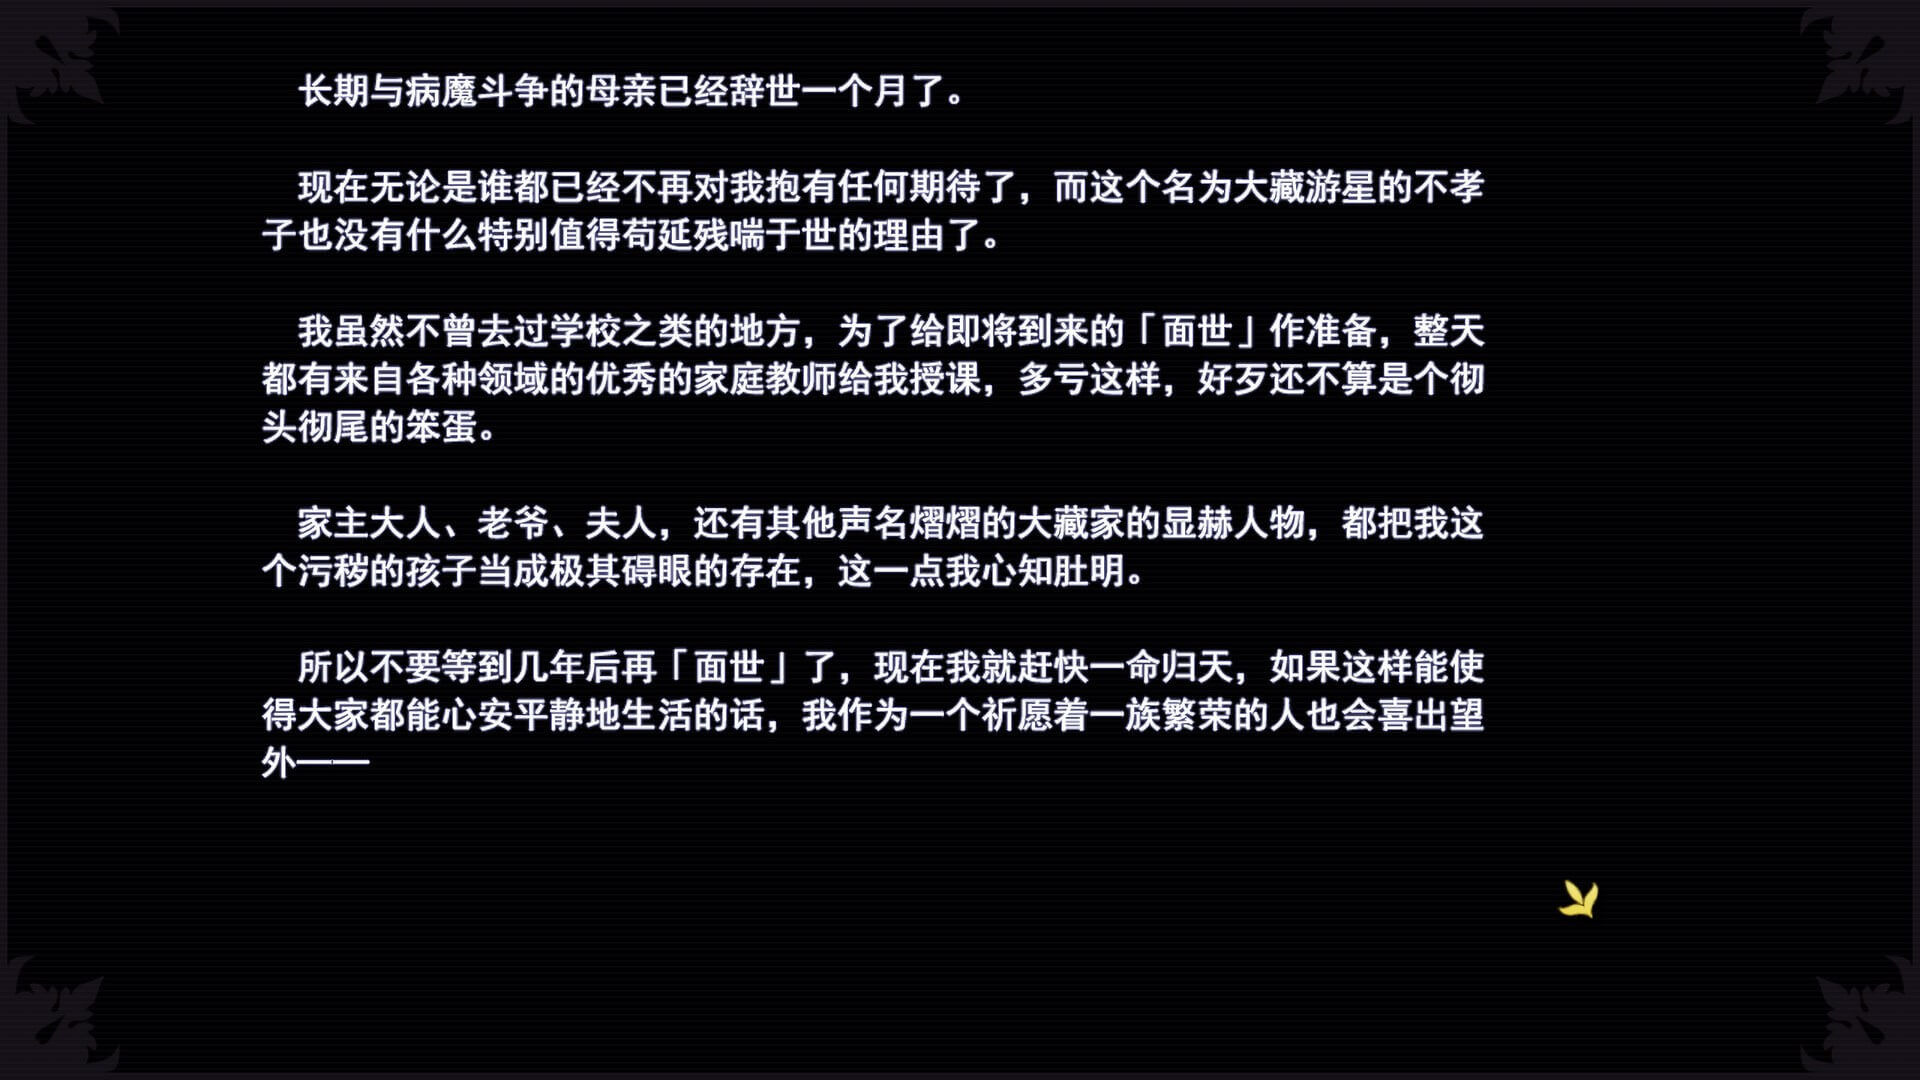 长期与病魔斗争的母亲已经辞世一个月了。
现在无论是谁都已经不再对我抱有任何期待了，而这个名为大藏游星的不孝
子也没有什么特别值得苟延残喘于世的理由了。
我虽然不曾去过学校之类的地方，为了给即将到来的「面世」作准备，整天
都有来自各种领域的优秀的家庭教师给我授课，多亏这样，好歹还不算是个彻
头彻尾的笨蛋。
家主大人、老爷、夫人，还有其他声名熠熠的大藏家的显赫人物，都把我这
个污秽的孩子当成极其碍眼的存在，这一点我心知肚明。
所以不要等到几年后再「面世」了，现在我就赶快一命归天，如果这样能使
得大家都能心安平静地生活的话，我作为一个祈愿着一族繁荣的人也会喜出望
外——